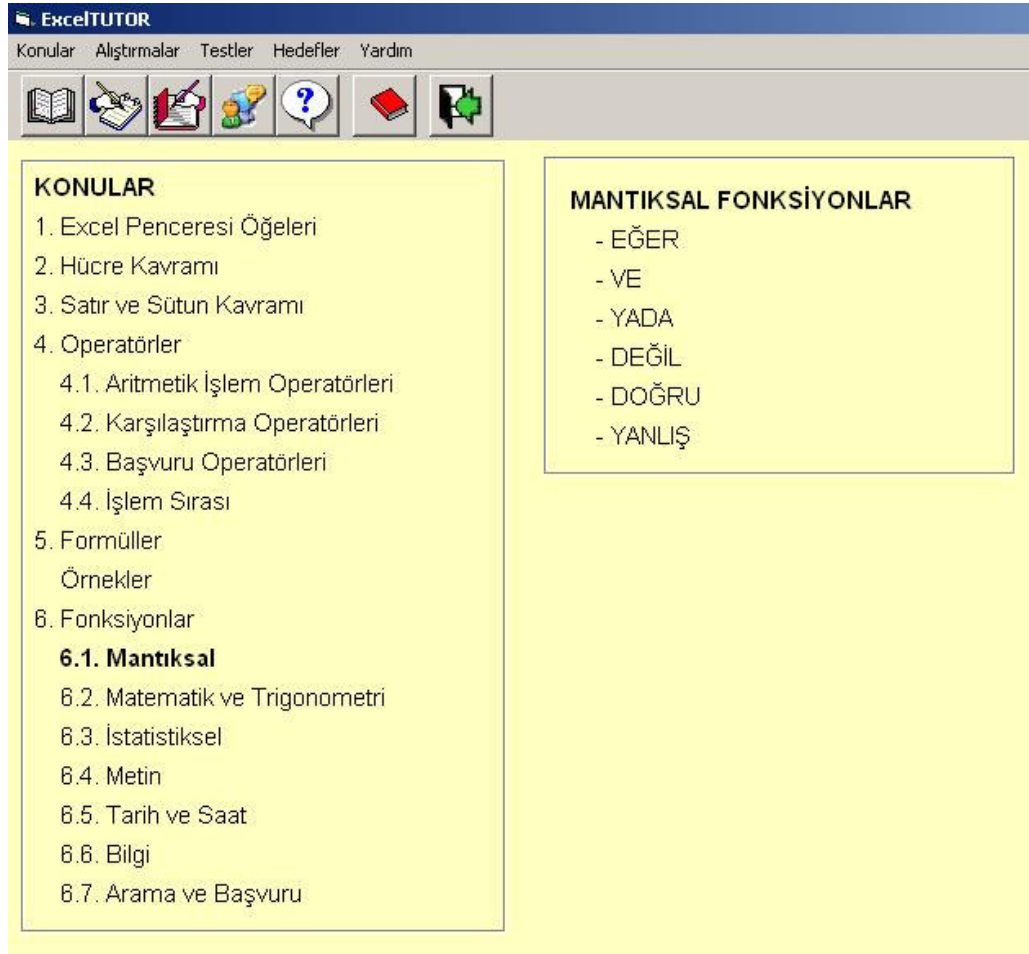 ExcelTUTOR
Konular Alıştırmalar Testler Hedefler Yardım
KONULAR
1. Excel Penceresi Öğeleri
2. Hücre Kavramı
3. Satır ve Sütun Kavramı
4. Operatörler
4.1. Aritmetik İşlem Operatörleri
4.2. Karşılaştırma Operatörleri
4.3. Başvuru Operatörleri
4.4. İşlem Sırası
5. Formüller
Örnekler
6. Fonksiyonlar
6.1. Mantıksal
6.2. Matematik ve Trigonometri
6.3. İstatistiksel
6.4. Metin
6.5. Tarih ve Saat
6.6. Bilgi
6.7. Arama ve Başvuru
MANTIKSAL FONKSİYONLAR
- EĞER
- VE
- YADA
- DEĞİL
- DOĞRU
- YANLIŞ